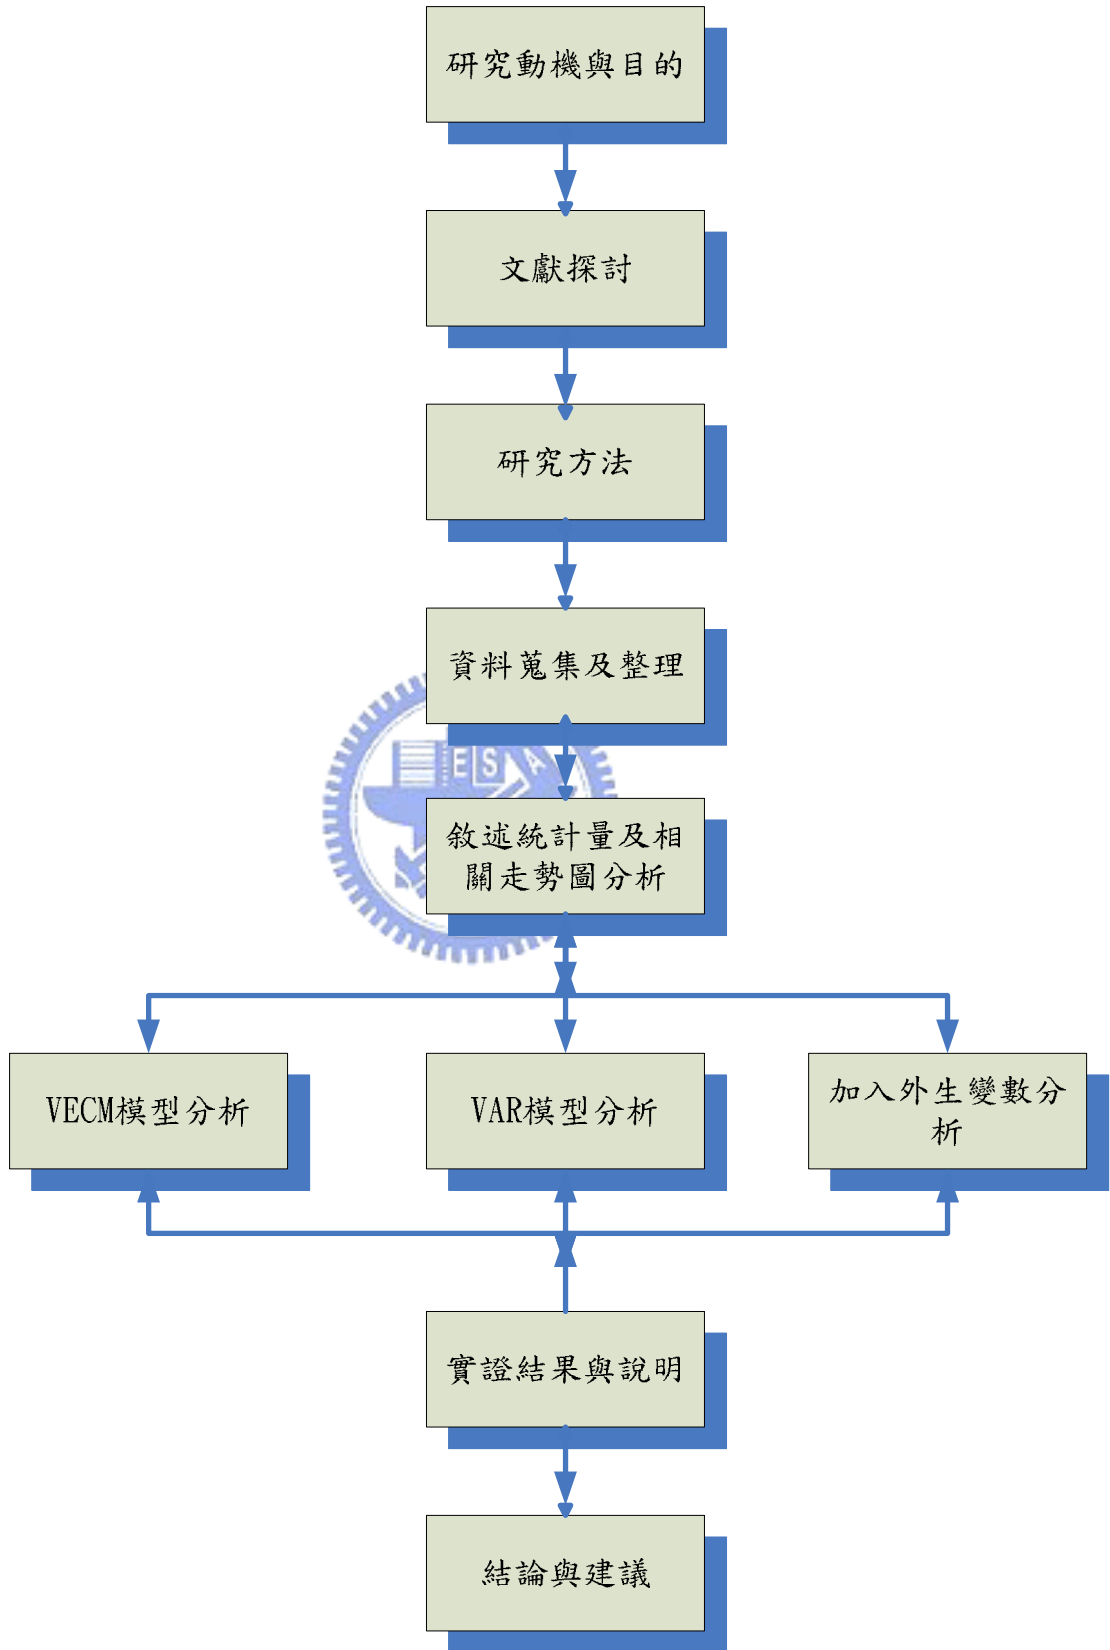 研究動機與目的
文獻探討
研究方法
資料蒐集及整理
ESA
敘述統計量及相
關走勢圖分析
VECM模型分析
VAR模型分析
加入外生變數分
析
實證結果與說明
結論與建議